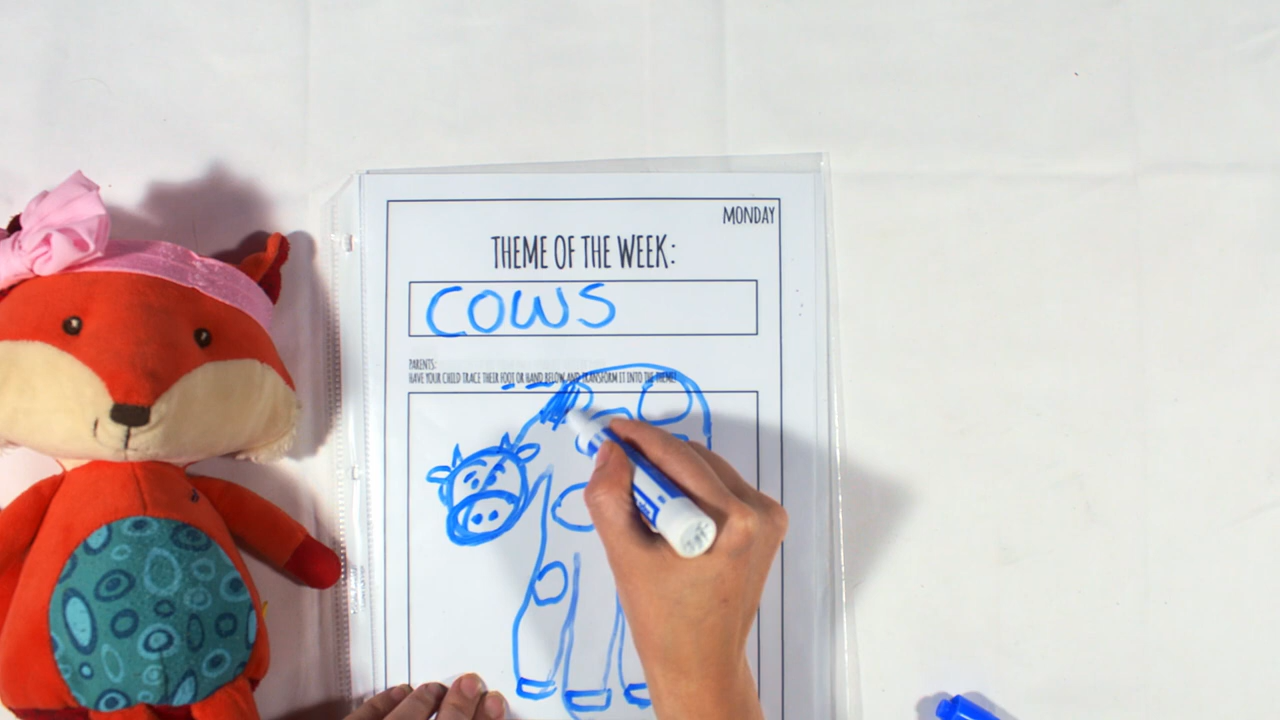 MONDAY
THEME OF THE WEEK:
COWS
PARENTS:
HAVE YOUR CHILD TRACE THEIR FOOT OR HAND BELOW AND TRANSFORM IT INTO THE THEME!